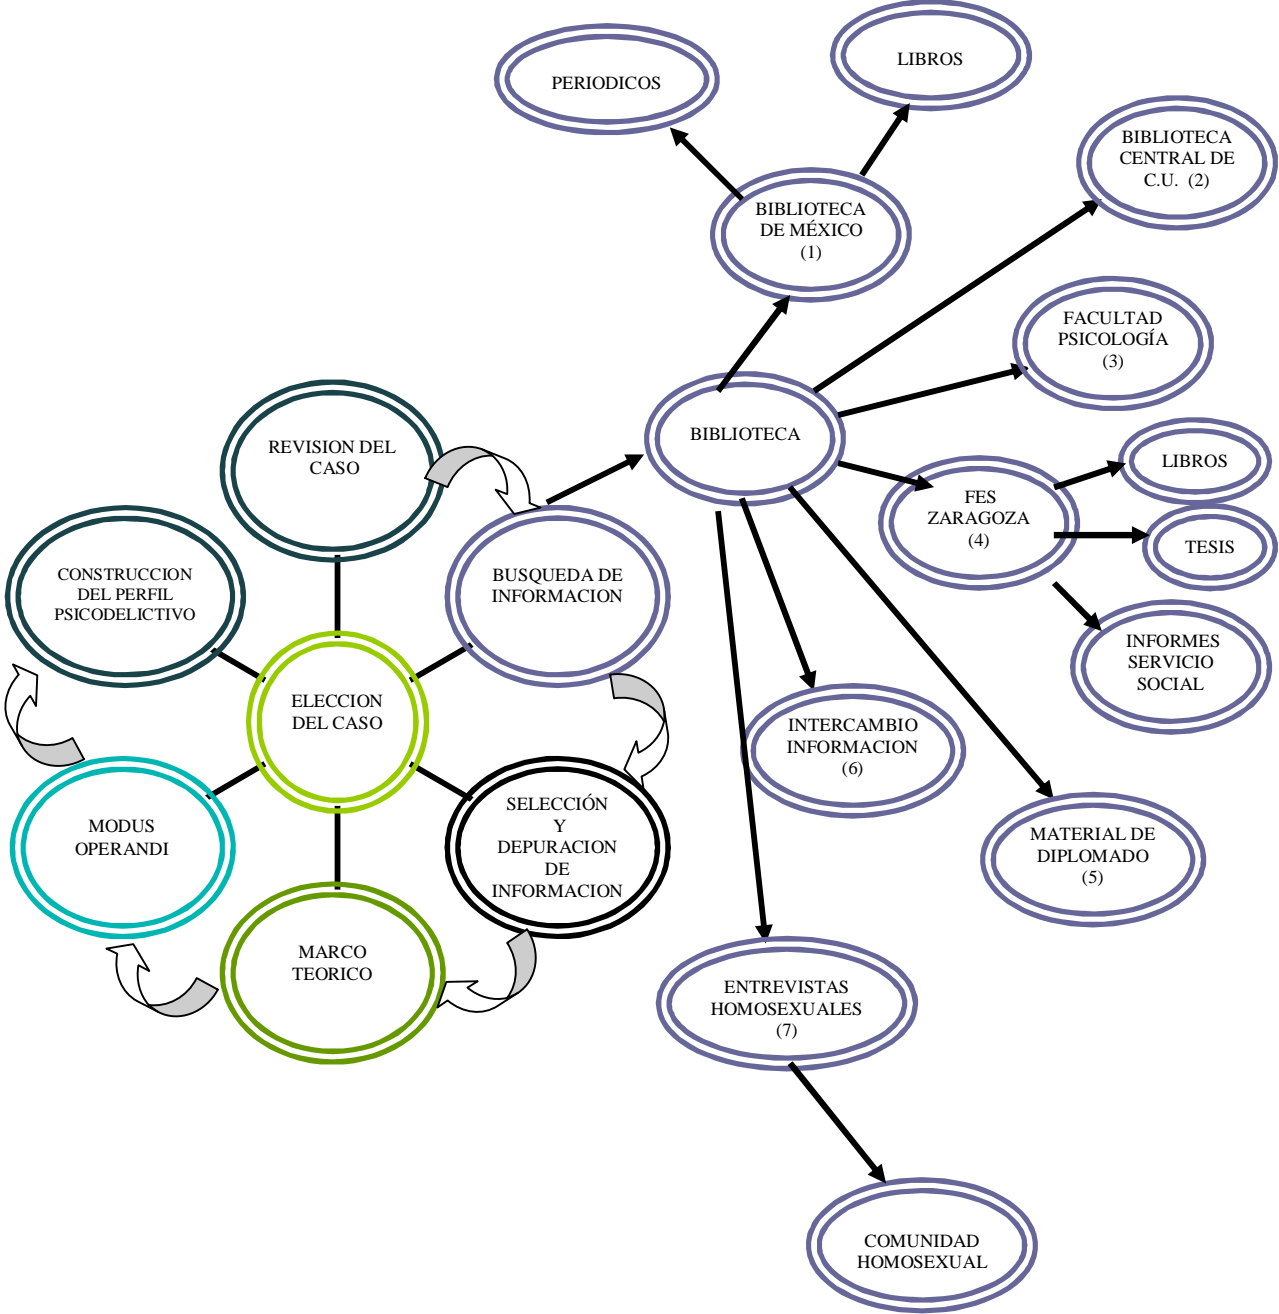 PERIODICOS
LIBROS
BIBLIOTECA
CENTRAL DE
C.U. (2)
BIBLIOTECA
DE MÉXICO
(1)
FACULTAD
PSICOLOGÍA
(3)
BIBLIOTECA
REVISION DEL
CASO
LIBROS
FES
ZARAGOZA
(4)
TESIS
CONSTRUCCION
DEL PERFIL
PSICODELICTIVO
BUSQUEDA DE
INFORMACION
INFORMES
SERVICIO
SOCIAL
ELECCION
DEL CASO
INTERCAMBIO
INFORMACION
(6)
MODUS
OPERANDI
SELECCIÓN
Y
DEPURACION
DE
INFORMACION
MATERIAL DE
DIPLOMADO
(5)
MARCO
TEORICO
ENTREVISTAS
HOMOSEXUALES
(7)
COMUNIDAD
HOMOSEXUAL